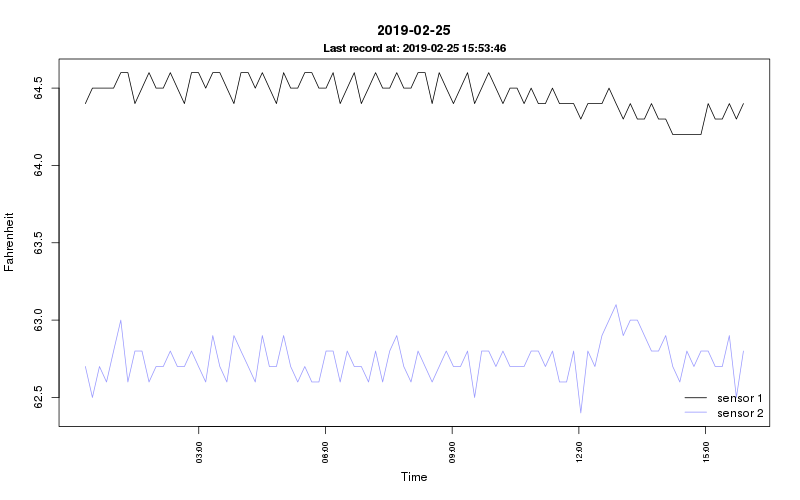 2019-02-25
Last record at: 2019-02-25 15:53:46
Fahrenheit
64.5
64.0
63.5
63.0
62.5
sensor 1
sensor 2
03:00
06:00
09:00
12:00
15:00
Time